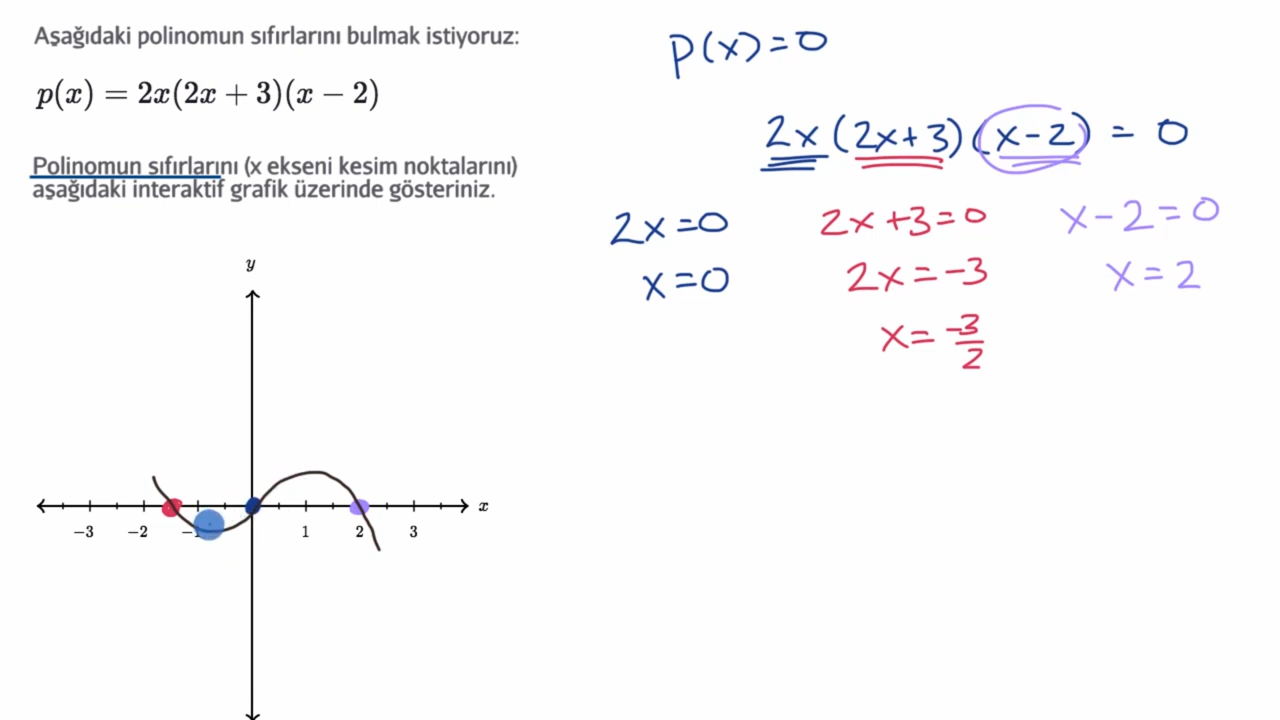 Aşağıdaki polinomun sıfırlarını bulmak istiyoruz:
p(x) = 2x(2x + 3)(x − 2)
Polinomun sıfırlarını (x ekseni kesim noktalarını)
aşağıdaki interaktif grafik üzerinde gösteriniz.
p(x)=0
2x(2x+3)(x-2) = 0
2x=0
x=0
2x+3=0
2x=-3
x=-3/2
x-2=0
x=2
y
x
−3 −2 1 2 3